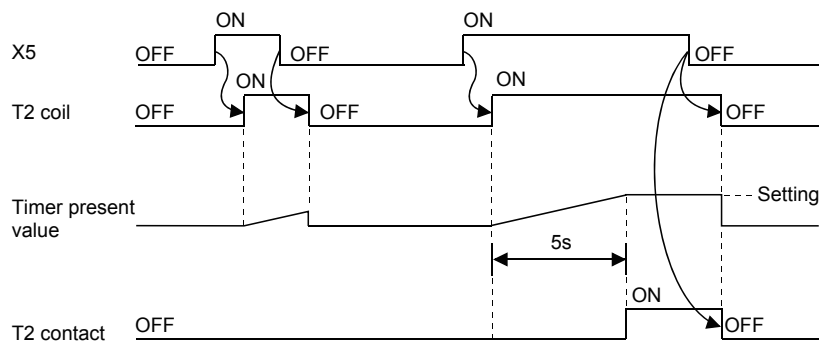 ON ON
X5 OFF OFF OFF
ON ON
T2 coil OFF OFF OFF
Timer present
value
Setting
5s
ON
T2 contact OFF OFF